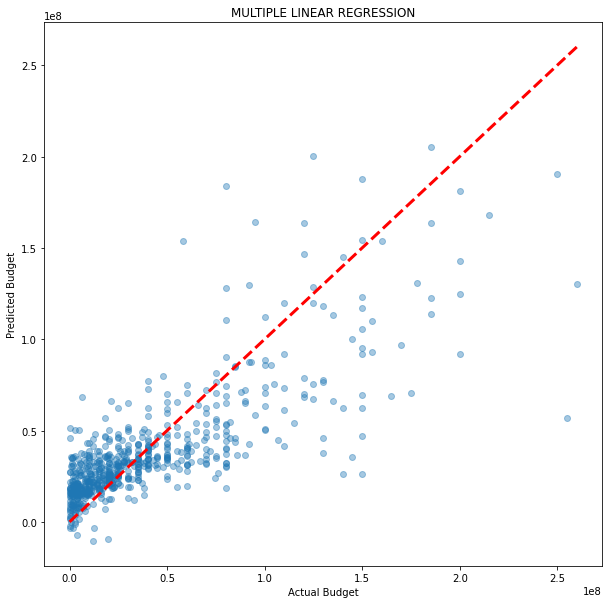 MULTIPLE LINEAR REGRESSION
1e8
2.5
2.0
1.5
1.0
0.5
0.0
Predicted Budget
0.0 0.5 1.0 1.5 2.0 2.5
1e8
Actual Budget